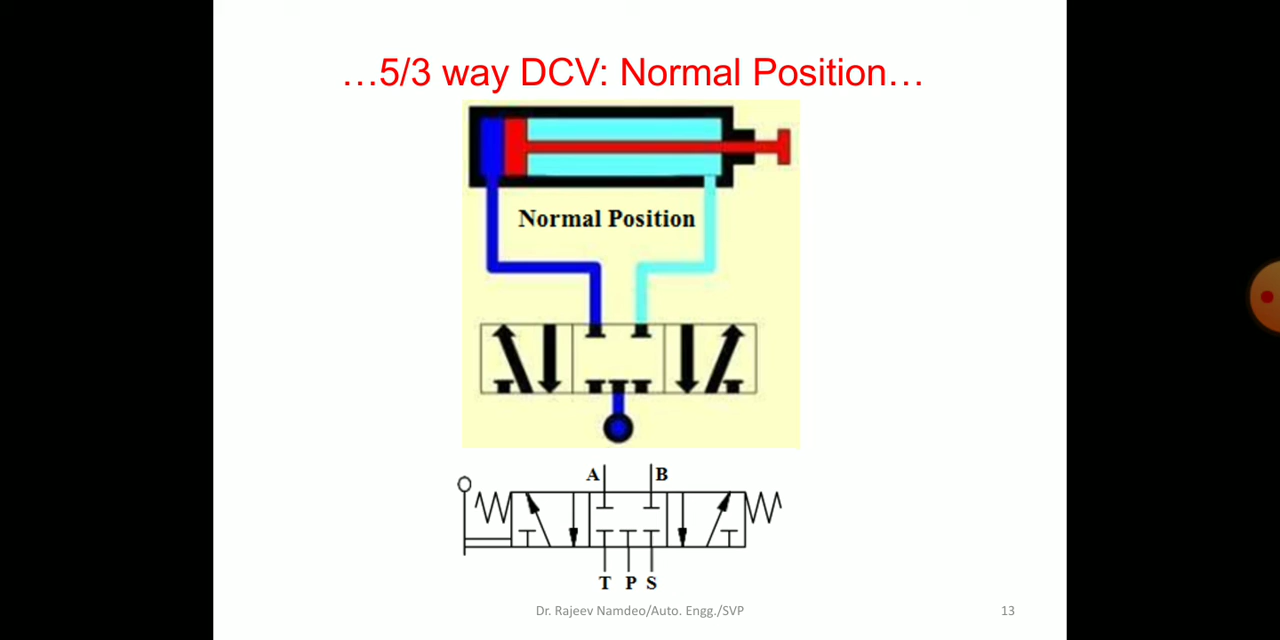 …5/3 way DCV: Normal Position…
Normal Position
A B
T P S
Dr. Rajeev Namdeo/Auto. Engg./SVP 13